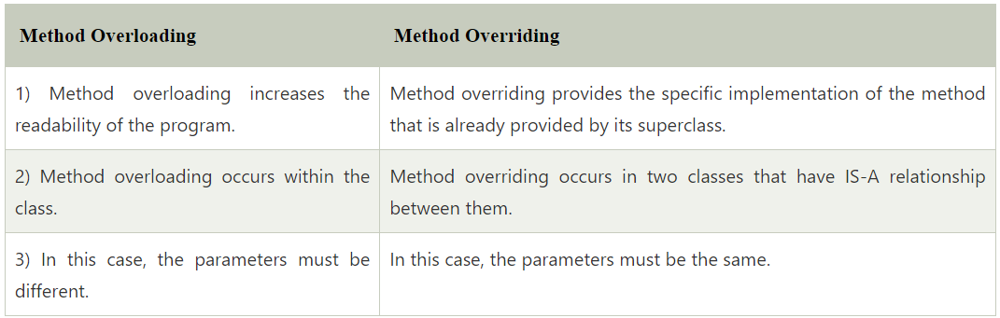 Method Overloading
Method Overriding
1) Method overloading increases the
readability of the program.
Method overriding provides the specific implementation of the method
that is already provided by its superclass.
2) Method overloading occurs within the
class.
Method overriding occurs in two classes that have IS-A relationship
between them.
3) In this case, the parameters must be
different.
In this case, the parameters must be the same.